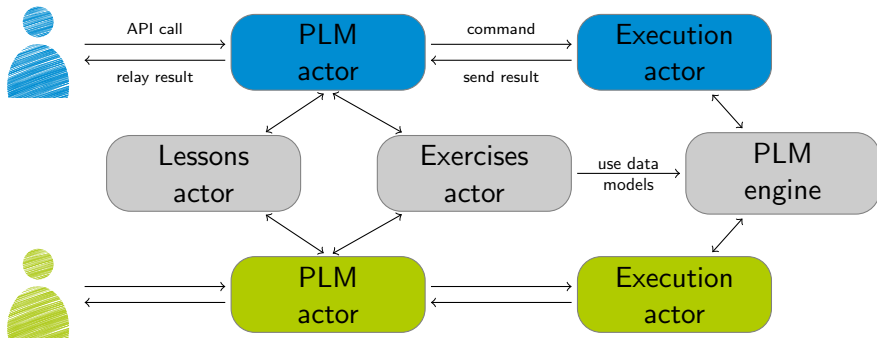 API call
relay result
PLM
actor
command
send result
Execution
actor
Lessons
actor
Exercises
actor
use data
models
PLM
engine
PLM
actor
Execution
actor